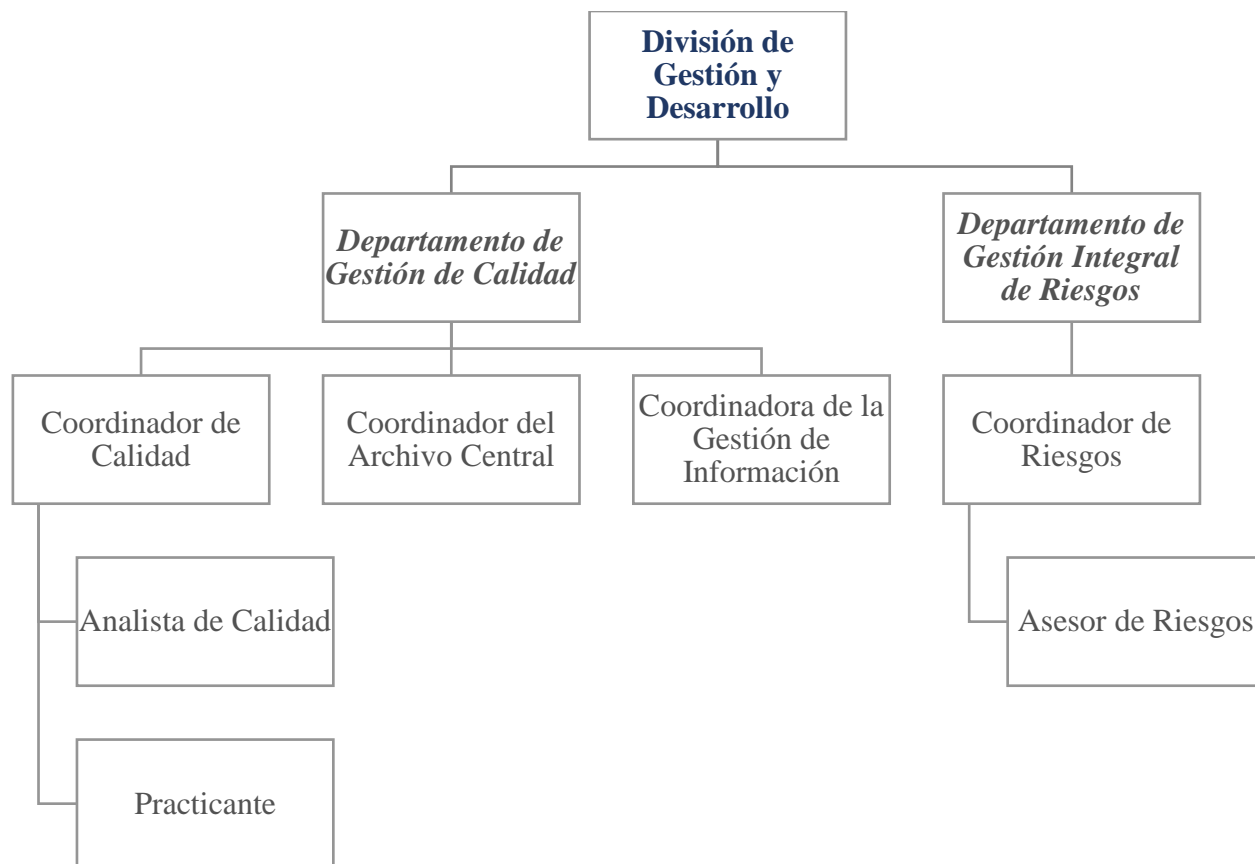 División de
Gestión y
Desarrollo
Departamento de
Gestión de Calidad
Departamento de
Gestión Integral
de Riesgos
Coordinador de
Calidad
Coordinador del
Archivo Central
Coordinadora de la
Gestión de
Información
Coordinador de
Riesgos
Analista de Calidad
Asesor de Riesgos
Practicante